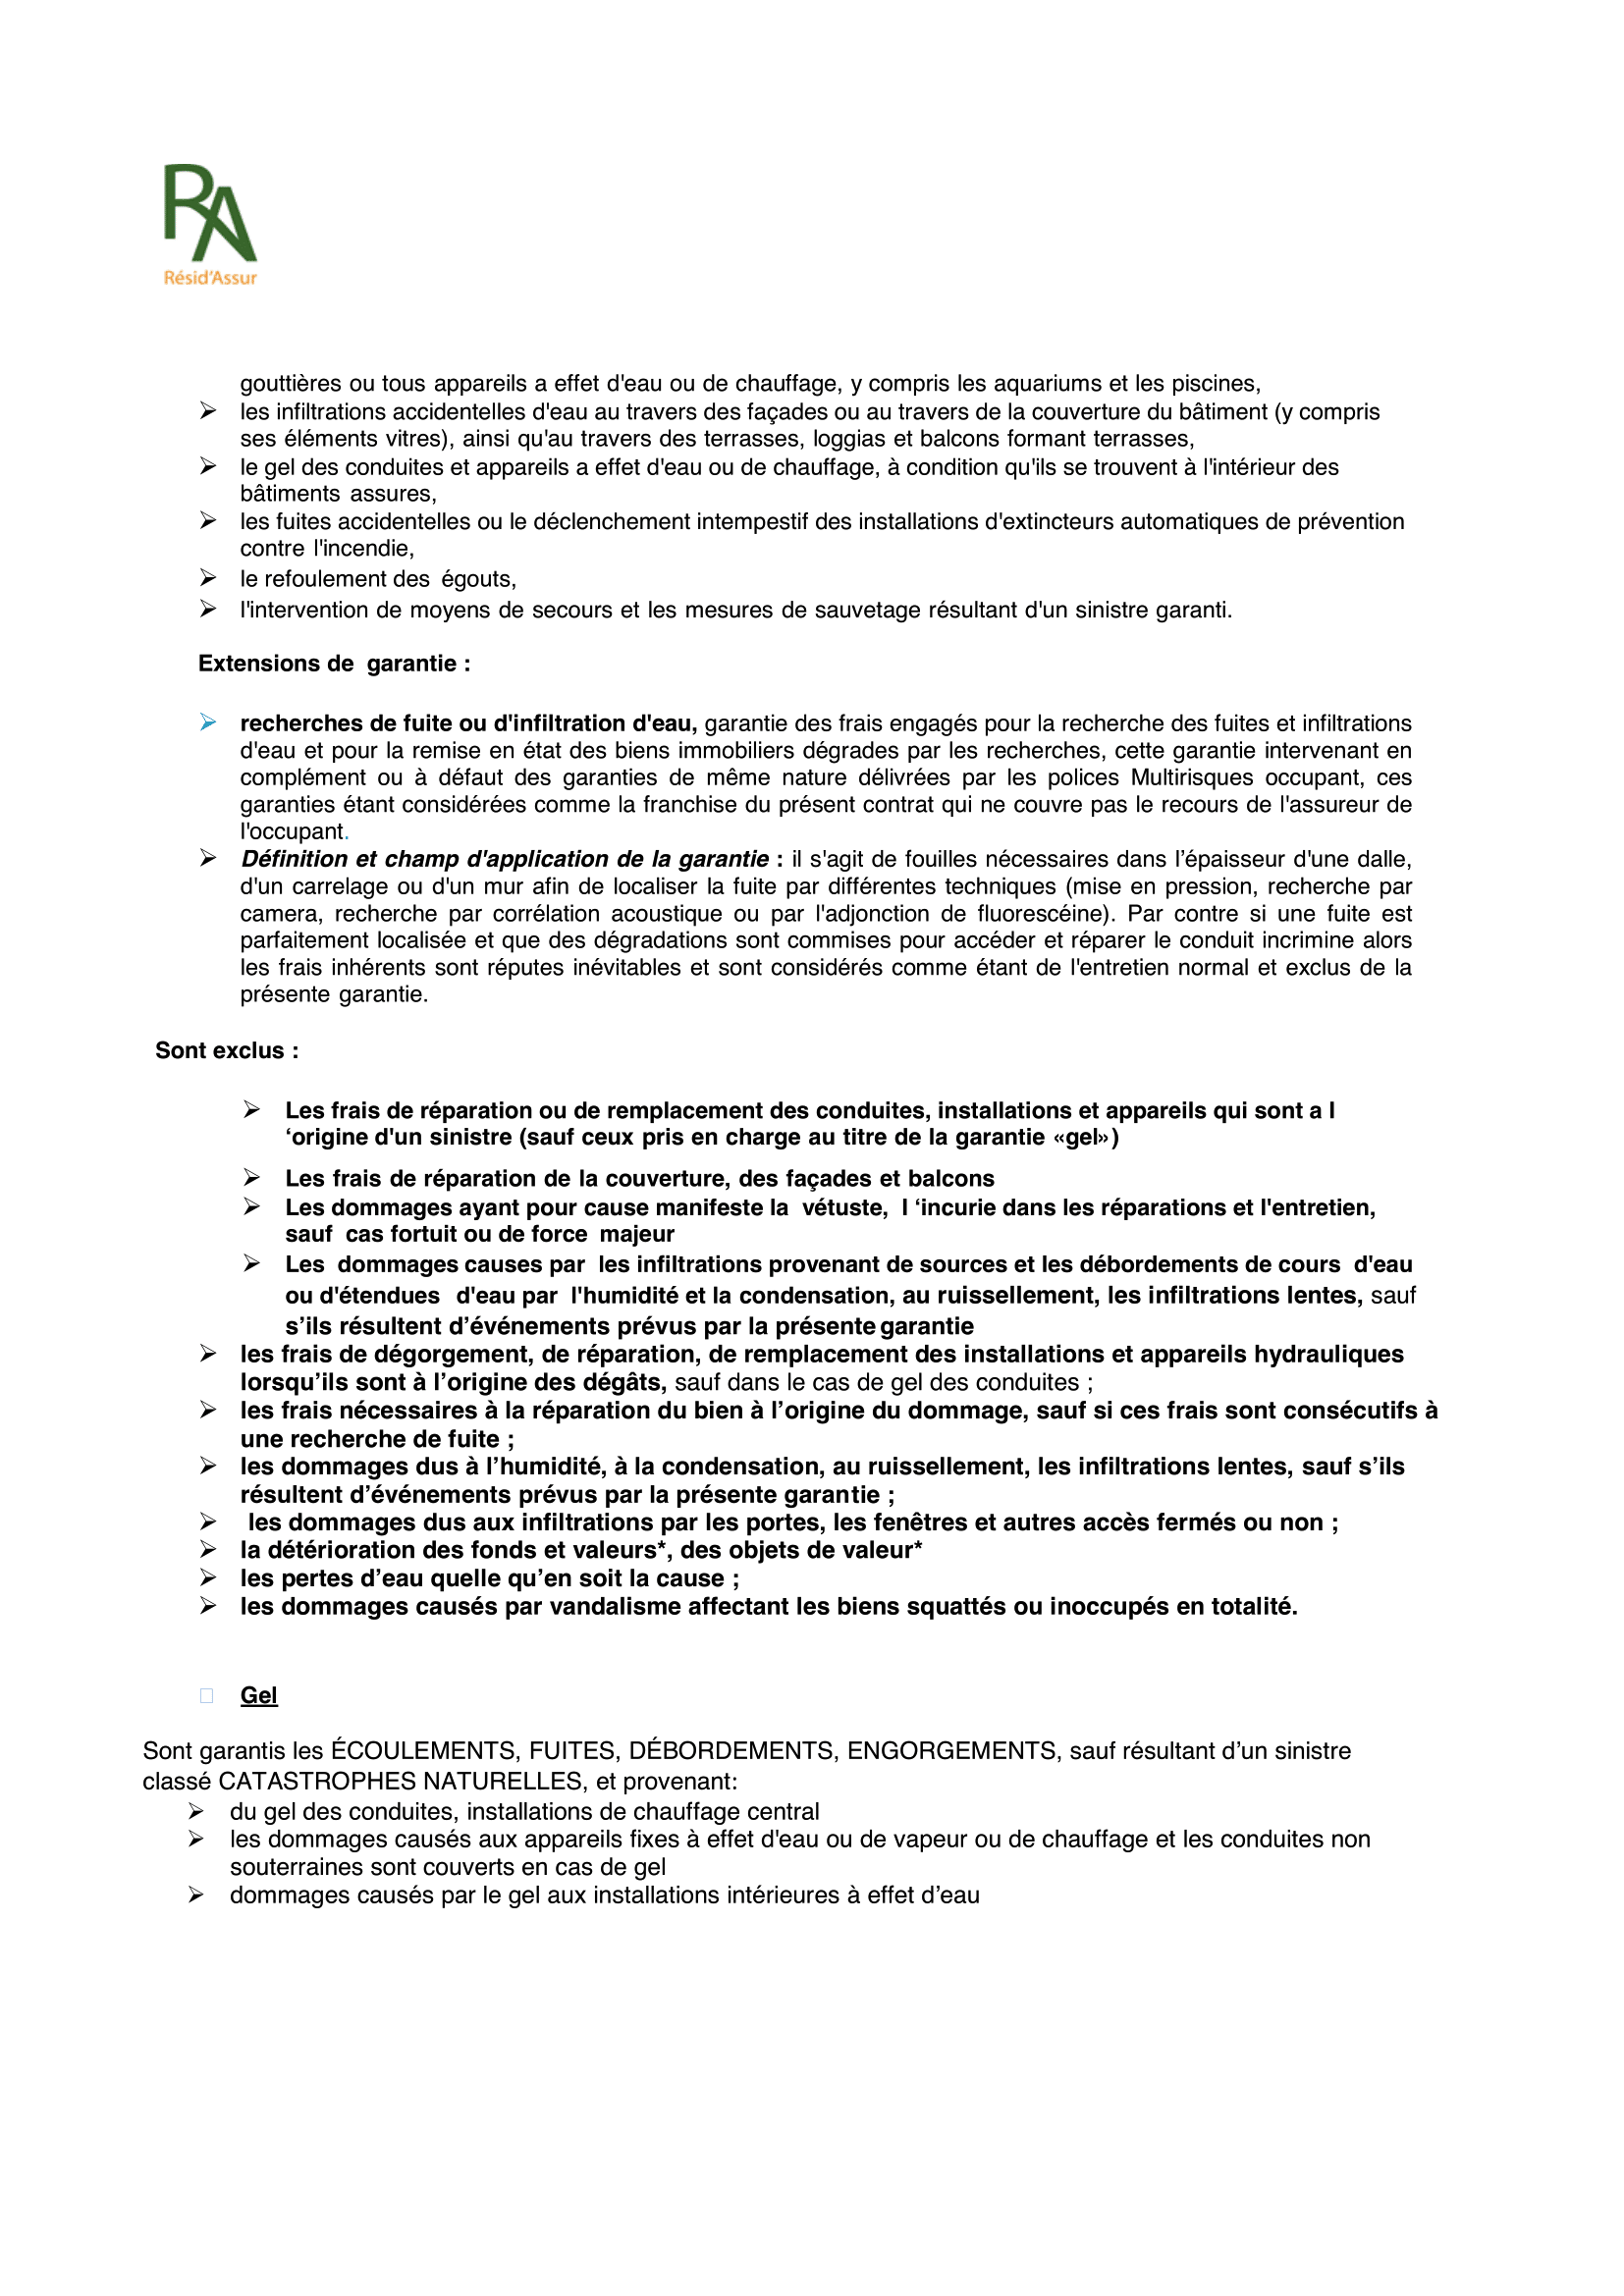 RA
Résid'Assur
gouttières ou tous appareils a effet d'eau ou de chauffage, y compris les aquariums et les piscines,
➢ les infiltrations accidentelles d'eau au travers des façades ou au travers de la couverture du bâtiment (y compris
ses éléments vitres), ainsi qu'au travers des terrasses, loggias et balcons formant terrasses,
➢ le gel des conduites et appareils a effet d'eau ou de chauffage, à condition qu'ils se trouvent à l'intérieur des
bâtiments assures,
➢ les fuites accidentelles ou le déclenchement intempestif des installations d'extincteurs automatiques de prévention
contre l'incendie,
➢ le refoulement des égouts,
➢ l'intervention de moyens de secours et les mesures de sauvetage résultant d'un sinistre garanti.
Extensions de garantie :
➢ recherches de fuite ou d'infiltration d'eau, garantie des frais engagés pour la recherche des fuites et infiltrations
d'eau et pour la remise en état des biens immobiliers dégrades par les recherches, cette garantie intervenant en
complément ou à défaut des garanties de même nature délivrées par les polices Multirisques occupant, ces
garanties étant considérées comme la franchise du présent contrat qui ne couvre pas le recours de l'assureur de
l'occupant.
➢ Définition et champ d'application de la garantie : il s'agit de fouilles nécessaires dans l’épaisseur d'une dalle,
d'un carrelage ou d'un mur afin de localiser la fuite par différentes techniques (mise en pression, recherche par
camera, recherche par corrélation acoustique ou par l'adjonction de fluorescéine). Par contre si une fuite est
parfaitement localisée et que des dégradations sont commises pour accéder et réparer le conduit incrimine alors
les frais inhérents sont réputes inévitables et sont considérés comme étant de l'entretien normal et exclus de la
présente garantie.
Sont exclus :
➢ Les frais de réparation ou de remplacement des conduites, installations et appareils qui sont a l
‘origine d'un sinistre (sauf ceux pris en charge au titre de la garantie «gel»)
➢ Les frais de réparation de la couverture, des façades et balcons
➢ Les dommages ayant pour cause manifeste la vétuste, l ‘incurie dans les réparations et l'entretien,
sauf cas fortuit ou de force majeur
➢ Les dommages causes par les infiltrations provenant de sources et les débordements de cours d'eau
ou d'étendues d'eau par l'humidité et la condensation, au ruissellement, les infiltrations lentes, sauf
s’ils résultent d’événements prévus par la présente garantie
➢ les frais de dégorgement, de réparation, de remplacement des installations et appareils hydrauliques
lorsqu’ils sont à l’origine des dégâts, sauf dans le cas de gel des conduites ;
➢ les frais nécessaires à la réparation du bien à l’origine du dommage, sauf si ces frais sont consécutifs à
une recherche de fuite ;
➢ les dommages dus à l’humidité, à la condensation, au ruissellement, les infiltrations lentes, sauf s’ils
résultent d’événements prévus par la présente garantie ;
➢ les dommages dus aux infiltrations par les portes, les fenêtres et autres accès fermés ou non ;
➢ la détérioration des fonds et valeurs*, des objets de valeur*
➢ les pertes d’eau quelle qu’en soit la cause ;
➢ les dommages causés par vandalisme affectant les biens squattés ou inoccupés en totalité.
Gel
Sont garantis les ÉCOULEMENTS, FUITES, DÉBORDEMENTS, ENGORGEMENTS, sauf résultant d’un sinistre
classé CATASTROPHES NATURELLES, et provenant:
➢ du gel des conduites, installations de chauffage central
➢ les dommages causés aux appareils fixes à effet d'eau ou de vapeur ou de chauffage et les conduites non
souterraines sont couverts en cas de gel
➢ dommages causés par le gel aux installations intérieures à effet d’eau